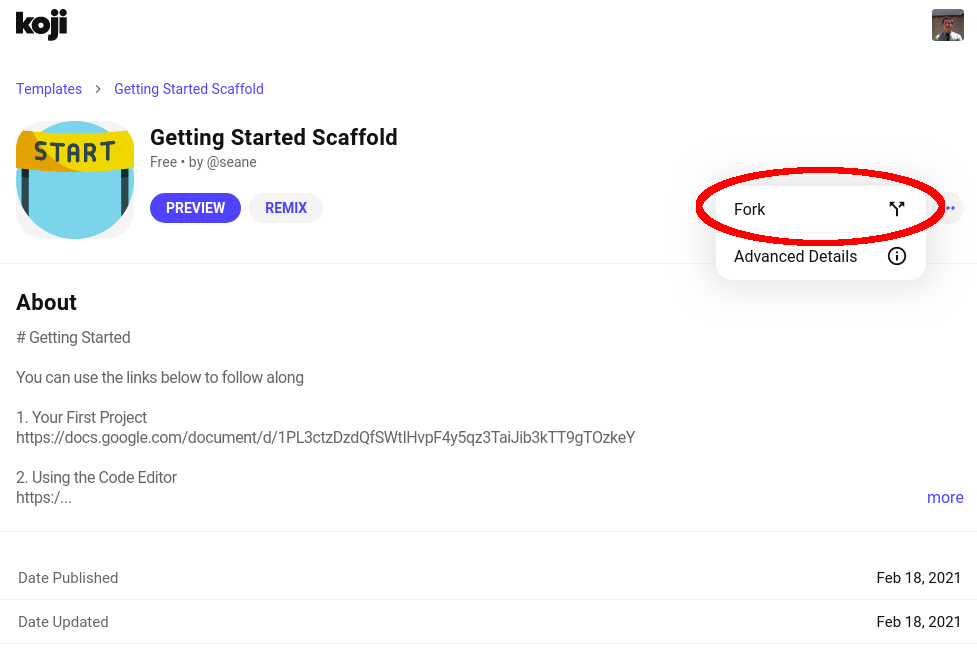 koji
Templates > Getting Started Scaffold
START
Getting Started Scaffold
Free • by @seane
PREVIEW REMIX
Fork
Advanced Details
About
# Getting Started
You can use the links below to follow along
1. Your First Project
https://docs.google.com/document/d/1PL3ctzDzdQfSWtlHvpF4y5qz3TaiJib3kTT9gTOzkeY
2. Using the Code Editor
https:/...
more
Date Published Feb 18, 2021
Date Updated Feb 18, 2021